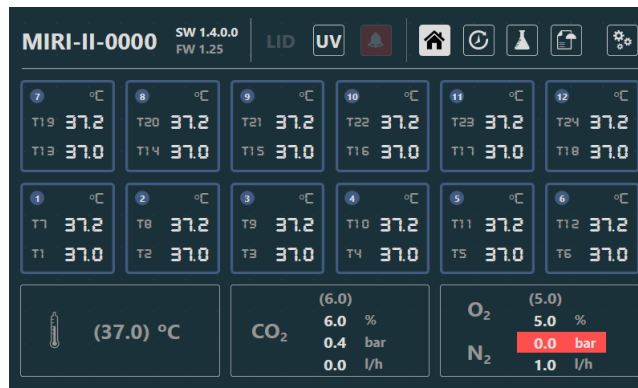 MIRI-II-0000 SW 1.4.0.0 LID UV
FW 1.25
7 °C 8 °C 9 °C 10 °C 11 °C 12 °C
T19 37.2 T20 37.2 T21 37.2 T22 37.2 T23 37.2 T24 37.2
T13 37.0 T14 37.0 T15 37.0 T16 37.0 T17 37.0 T18 37.0
1 °C 2 °C 3 °C 4 °C 5 °C 6 °C
T7 37.2 T8 37.2 T9 37.2 T10 37.2 T11 37.2 T12 37.2
T1 37.0 T2 37.0 T3 37.0 T4 37.0 T5 37.0 T6 37.0
(37.0) °C
CO₂
(6.0)
6.0 %
0.4 bar
0.0 l/h
O₂
N₂
(5.0)
5.0 %
0.0 bar
1.0 l/h